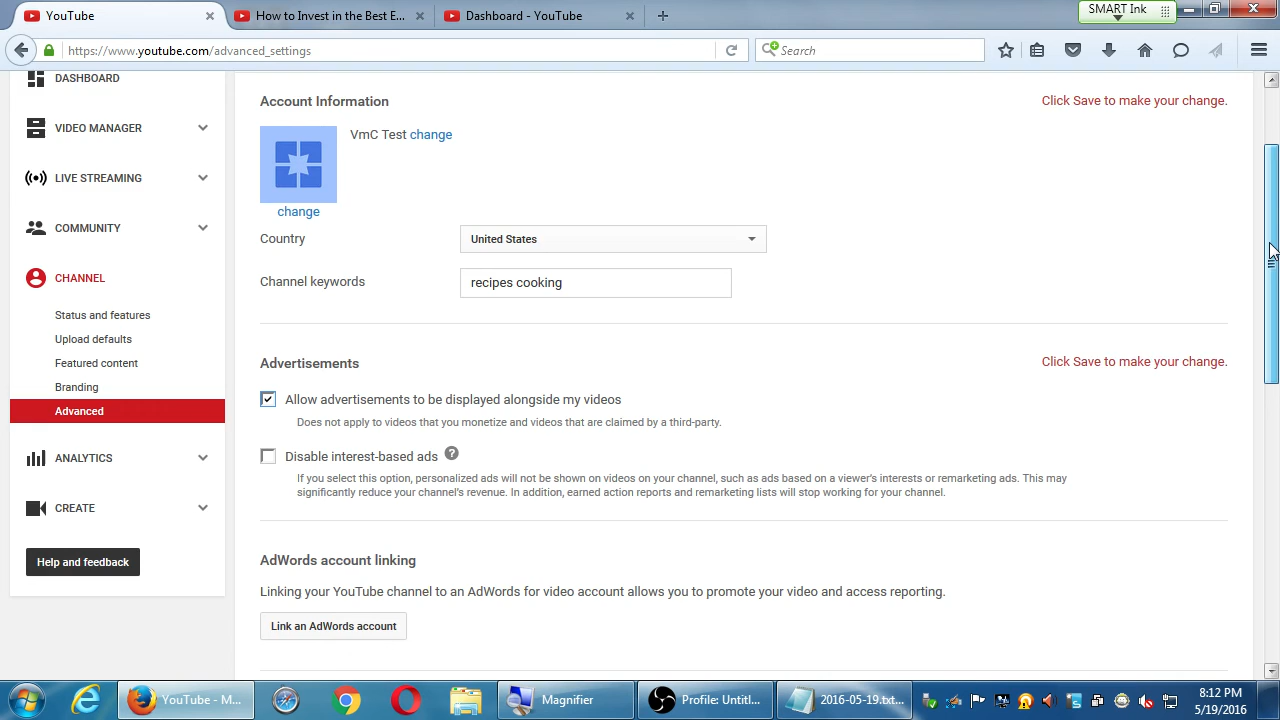 YouTube
How to Invest in the Best E...
Dashboard - YouTube
SMART Ink
https://www.youtube.com/advanced_settings
Search
DASHBOARD
VIDEO MANAGER
LIVE STREAMING
COMMUNITY
CHANNEL
Status and features
Upload defaults
Featured content
Branding
Advanced
ANALYTICS
CREATE
Help and feedback
Account Information
Click Save to make your change.
VmC Test change
change
Country
United States
Channel keywords
recipes cooking
Advertisements
Click Save to make your change.
Allow advertisements to be displayed alongside my videos
Does not apply to videos that you monetize and videos that are claimed by a third-party.
Disable interest-based ads
If you select this option, personalized ads will not be shown on videos on your channel, such as ads based on a viewer's interests or remarketing ads. This may
significantly reduce your channel's revenue. In addition, earned action reports and remarketing lists will stop working for your channel.
AdWords account linking
Linking your YouTube channel to an AdWords for video account allows you to promote your video and access reporting.
Link an AdWords account
YouTube - M...
Magnifier
Profile: Untitl...
2016-05-19.txt...
8:12 PM
5/19/2016